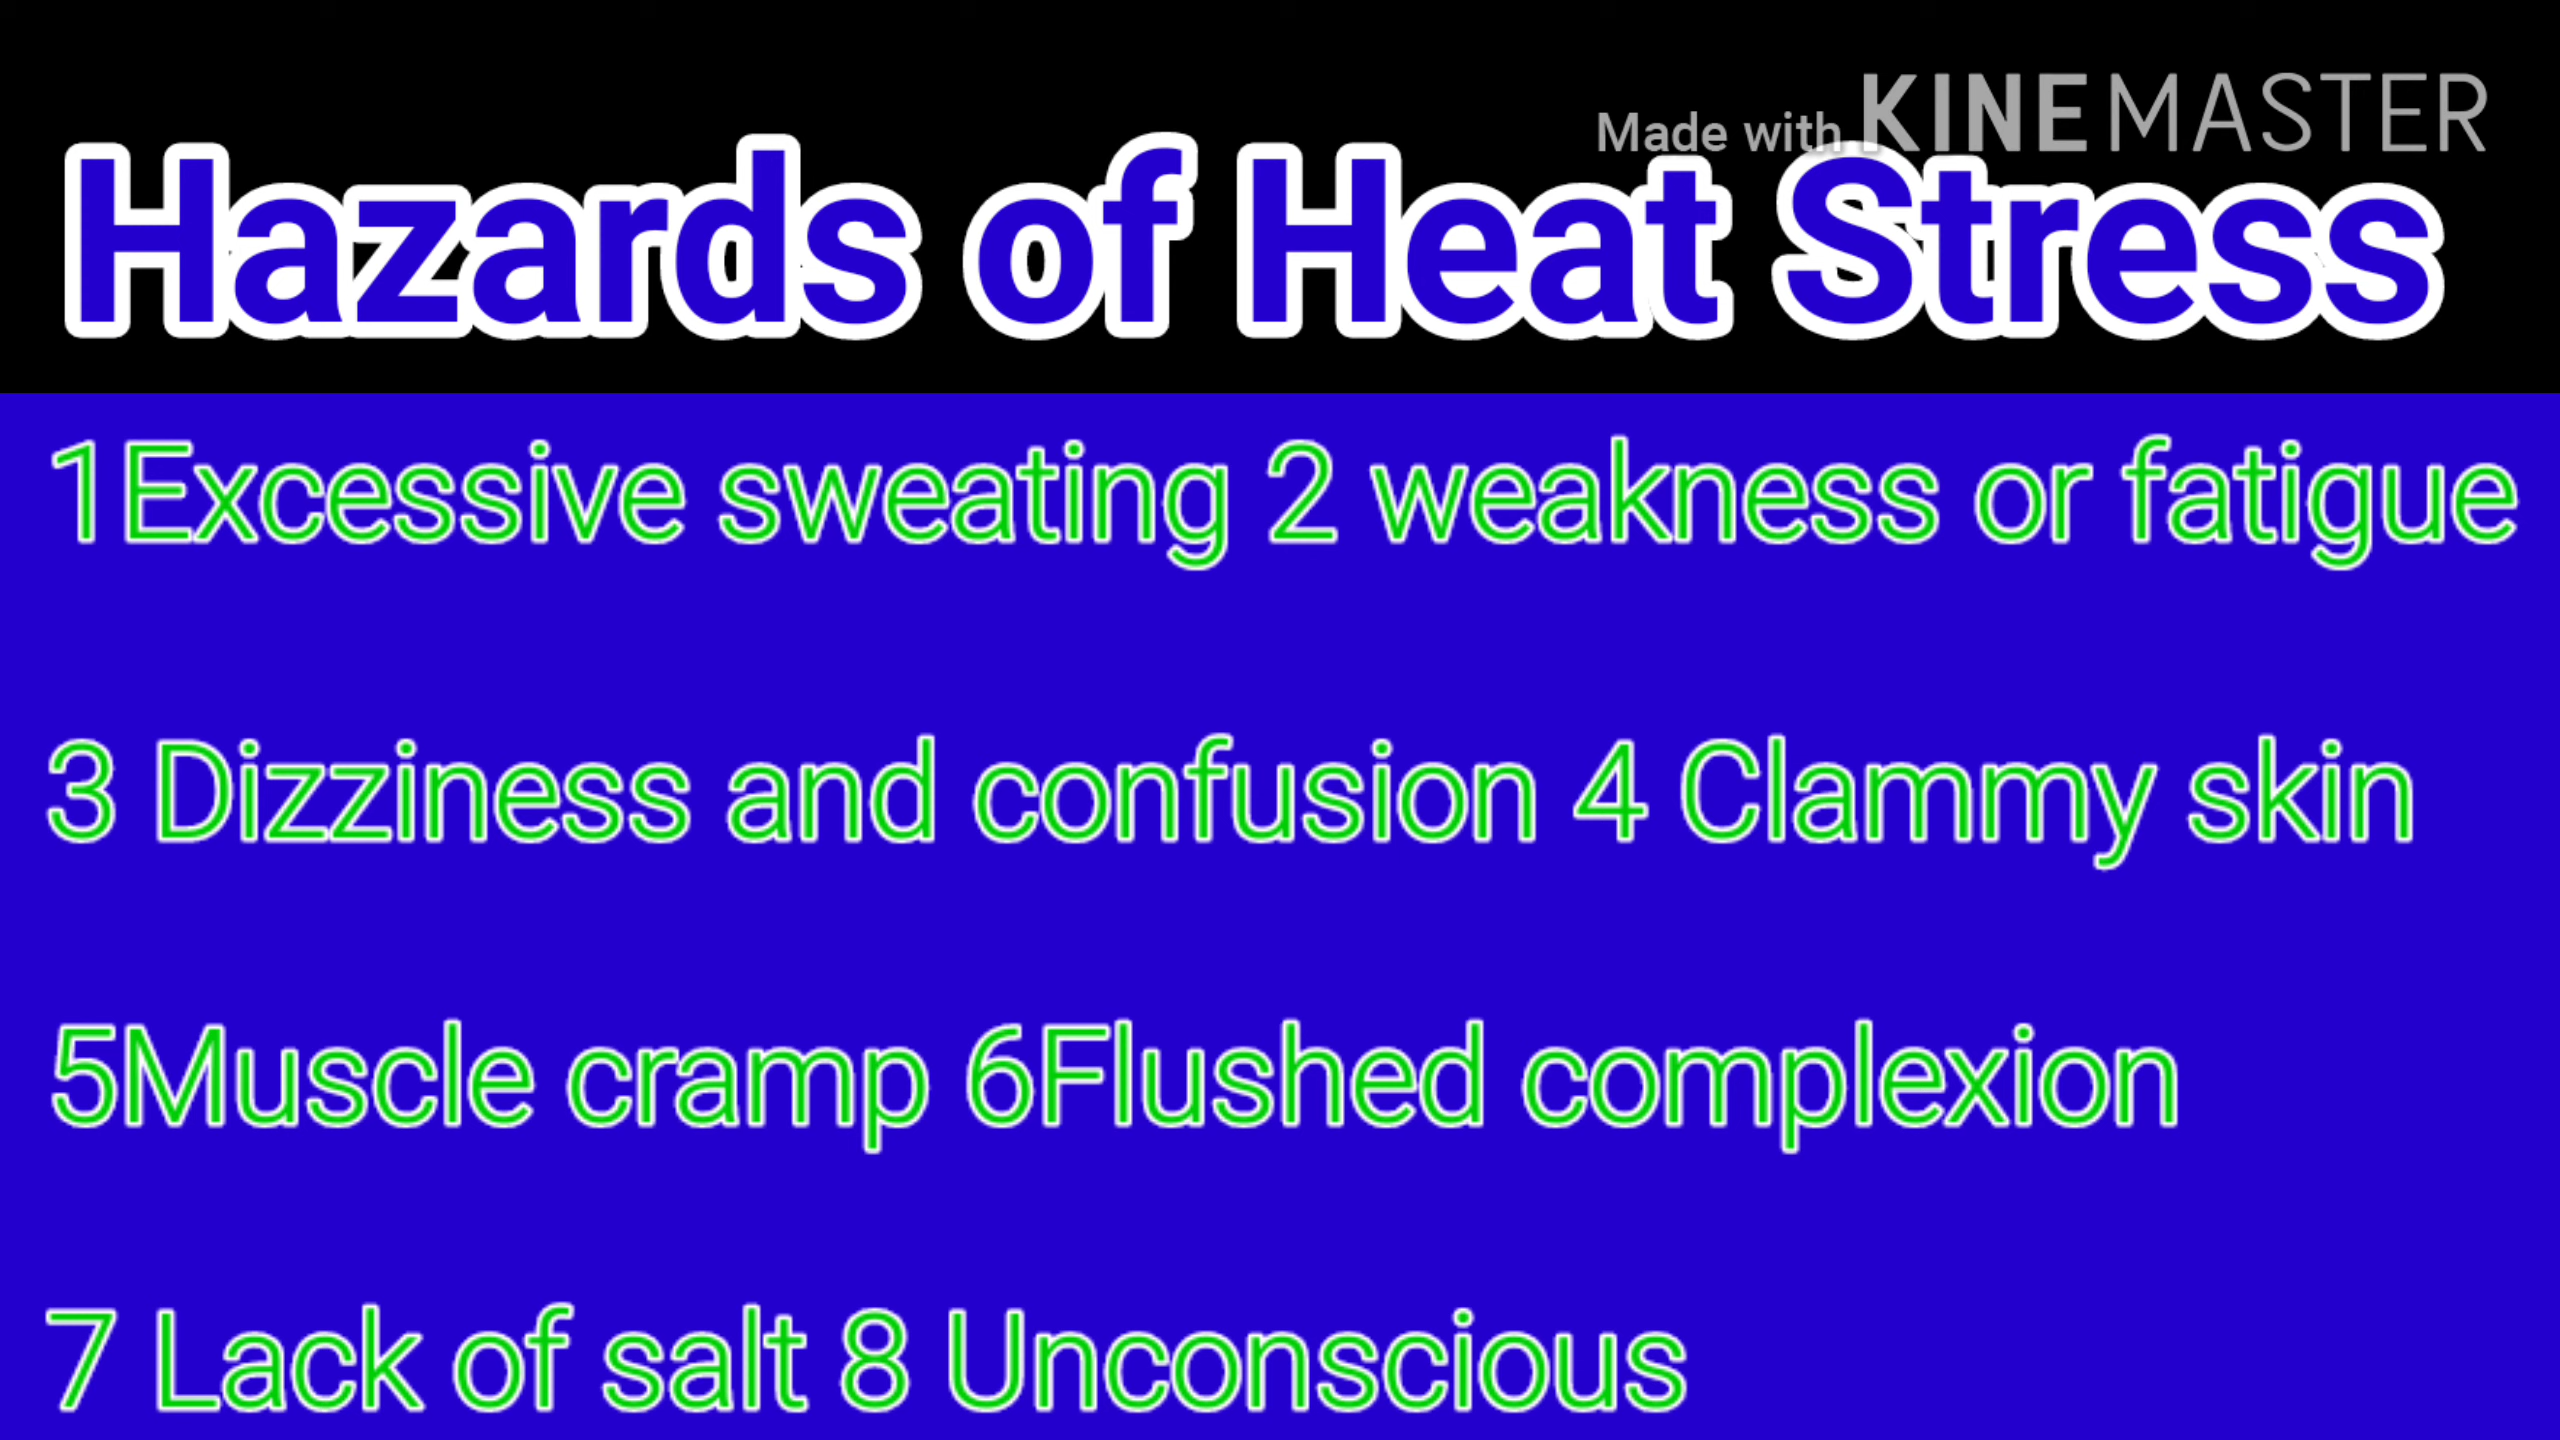 Made with KINEMASTER
Hazards of Heat Stress
1Excessive sweating 2 weakness or fatigue
3 Dizziness and confusion 4 Clammy skin
5Muscle cramp 6Flushed complexion
7 Lack of salt 8 Unconscious